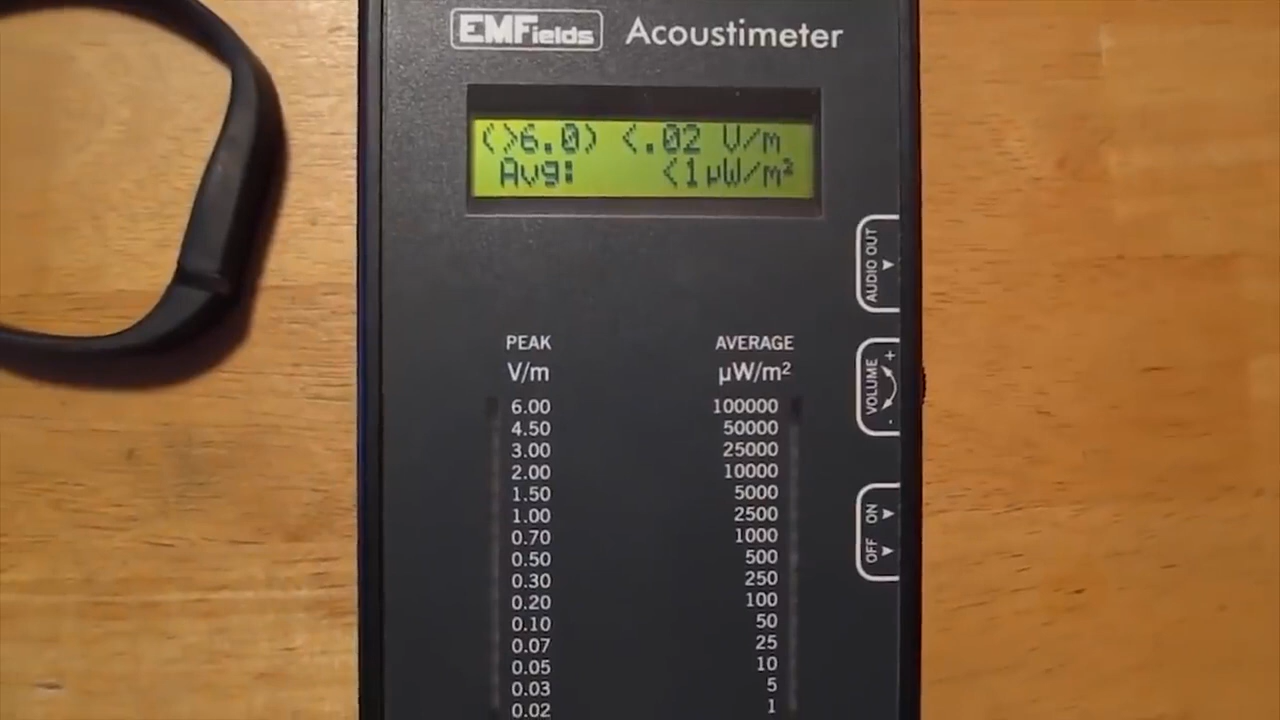 EMFields Acoustimeter
(>6.0) <.02 V/m
Avg: <1µW/m²
AUDIO OUT
VOLUME
- +
OFF ON
PEAK AVERAGE
V/m µW/m²
6.00 100000
4.50 50000
3.00 25000
2.00 10000
1.50 5000
1.00 2500
0.70 1000
0.50 500
0.30 250
0.20 100
0.10 50
0.07 25
0.05 10
0.03 5
0.02 1